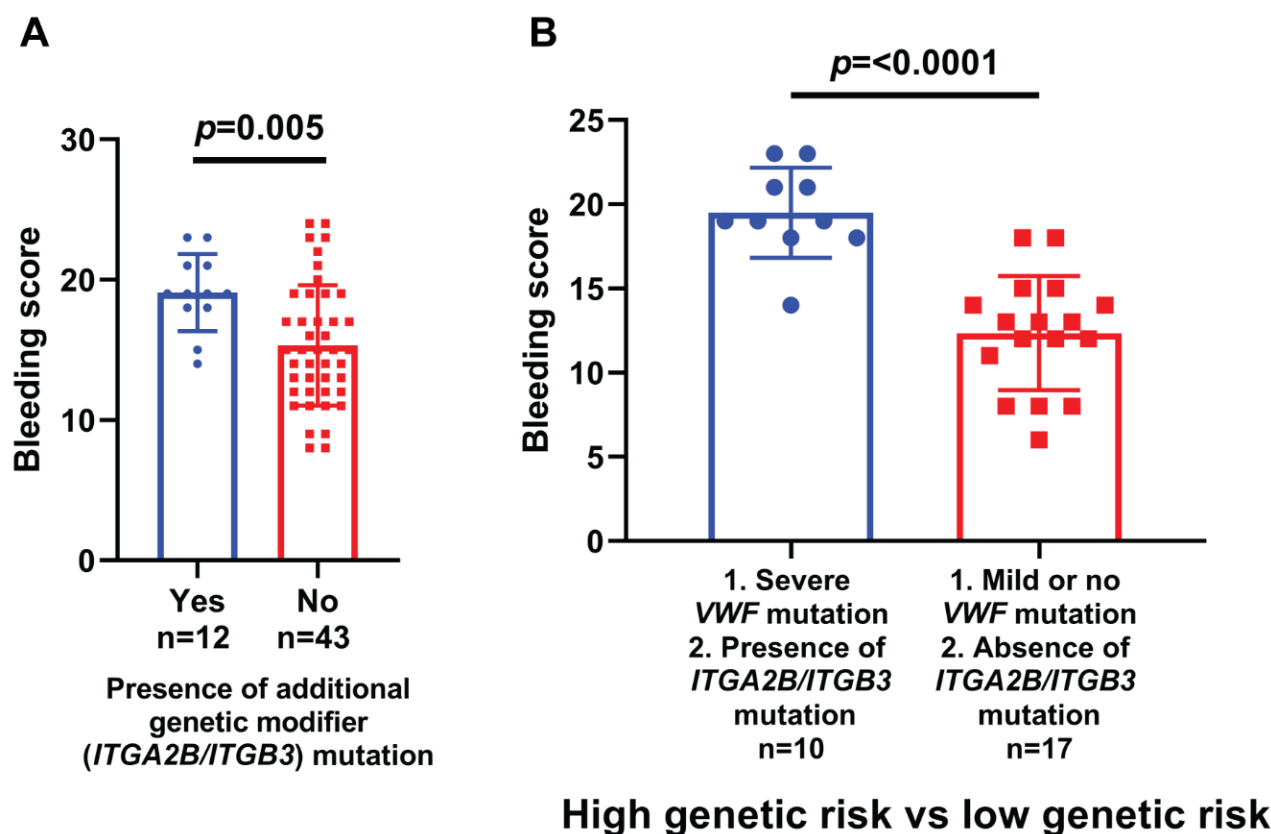 A
p=0.005
30
20
10
0
Bleeding score
Yes
n=12
No
n=43
Presence of additional
genetic modifier
(ITGA2B/ITGB3) mutation
B
p=<0.0001
25
20
15
10
5
0
Bleeding score
1. Severe
VWF mutation
2. Presence of
ITGA2B/ITGB3
mutation
n=10
1. Mild or no
VWF mutation
2. Absence of
ITGA2B/ITGB3
mutation
n=17
High genetic risk vs low genetic risk